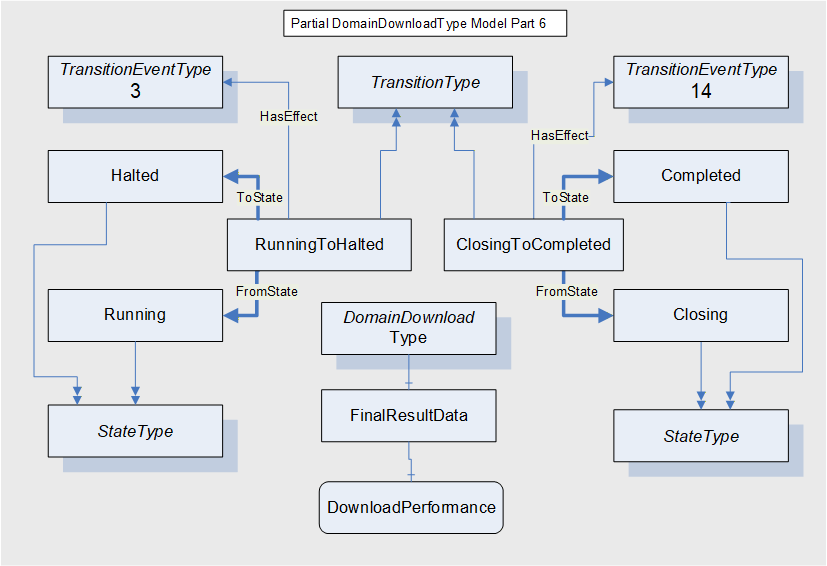 Partial DomainDownloadType Model Part 6
TransitionEventType
3
TransitionType
TransitionEventType
14
HasEffect
HasEffect
Halted
Completed
ToState
ToState
RunningToHalted
ClosingToCompleted
FromState
FromState
Running
DomainDownload
Type
Closing
StateType
FinalResultData
StateType
DownloadPerformance